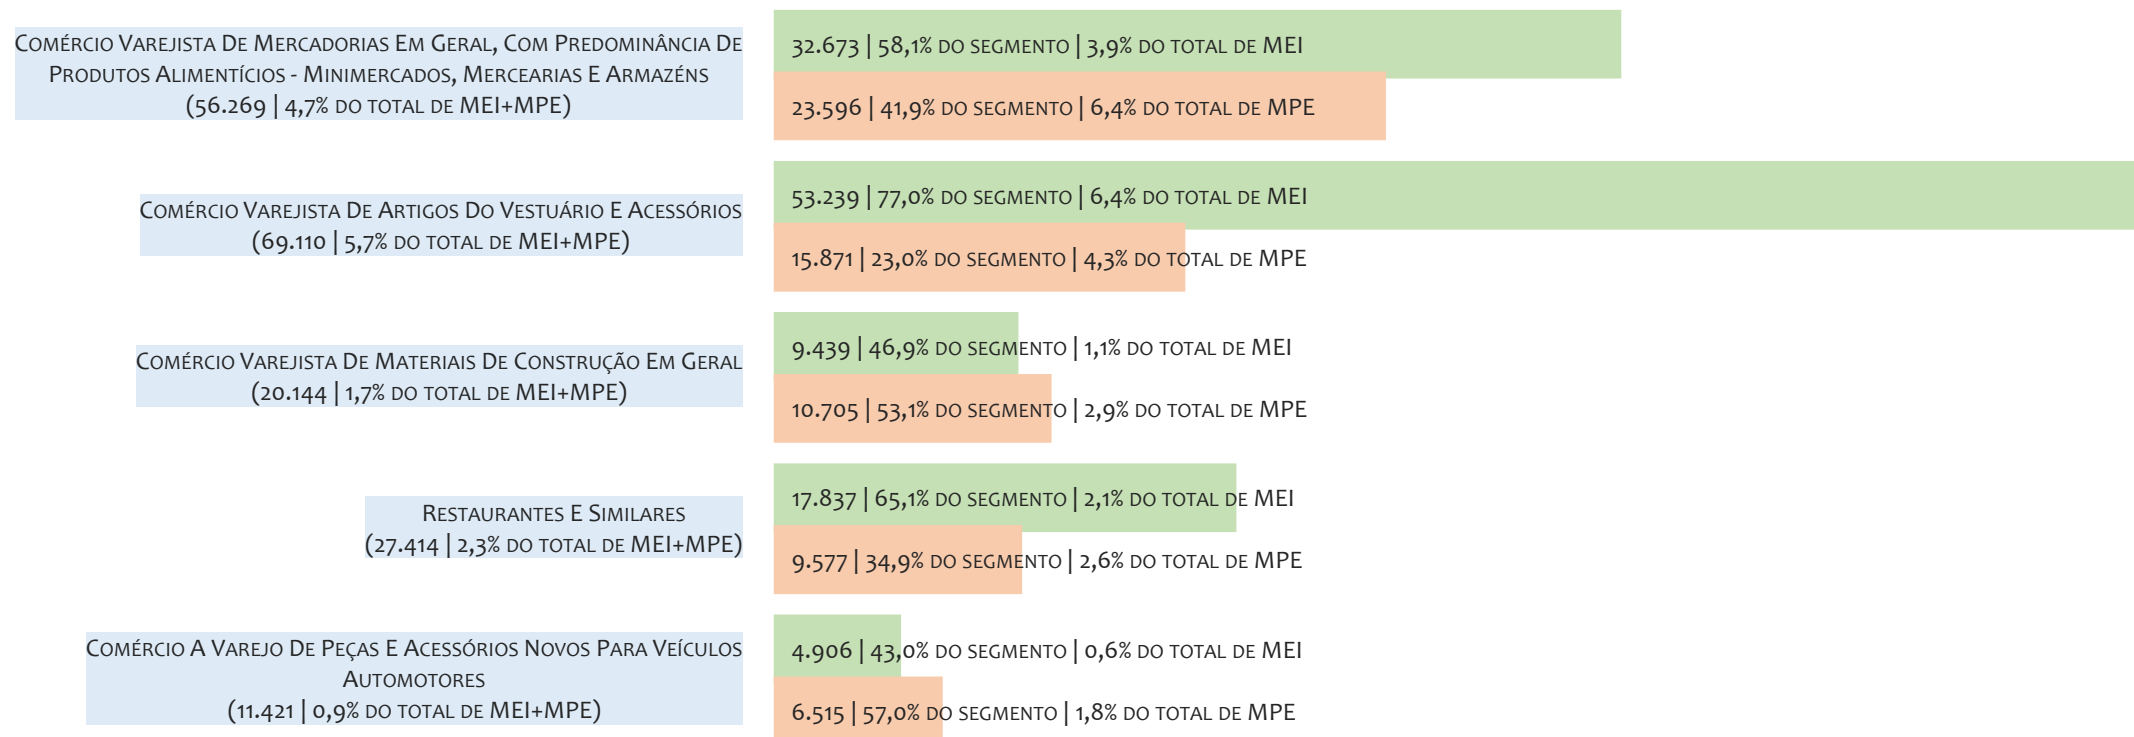 Comércio Varejista De Mercadorias Em Geral, Com Predominância De
Produtos Alimentícios - Minimercados, Mercearias E Armazéns
(56.269 | 4,7% do total de MEI+MPE)
32.673 | 58,1% do segmento | 3,9% do total de MEI
23.596 | 41,9% do segmento | 6,4% do total de MPE
Comércio Varejista De Artigos Do Vestuário E Acessórios
(69.110 | 5,7% do total de MEI+MPE)
53.239 | 77,0% do segmento | 6,4% do total de MEI
15.871 | 23,0% do segmento | 4,3% do total de MPE
Comércio Varejista De Materiais De Construção Em Geral
(20.144 | 1,7% do total de MEI+MPE)
9.439 | 46,9% do segmento | 1,1% do total de MEI
10.705 | 53,1% do segmento | 2,9% do total de MPE
Restaurantes E Similares
(27.414 | 2,3% do total de MEI+MPE)
17.837 | 65,1% do segmento | 2,1% do total de MEI
9.577 | 34,9% do segmento | 2,6% do total de MPE
Comércio A Varejo De Peças E Acessórios Novos Para Veículos
Automotores
(11.421 | 0,9% do total de MEI+MPE)
4.906 | 43,0% do segmento | 0,6% do total de MEI
6.515 | 57,0% do segmento | 1,8% do total de MPE